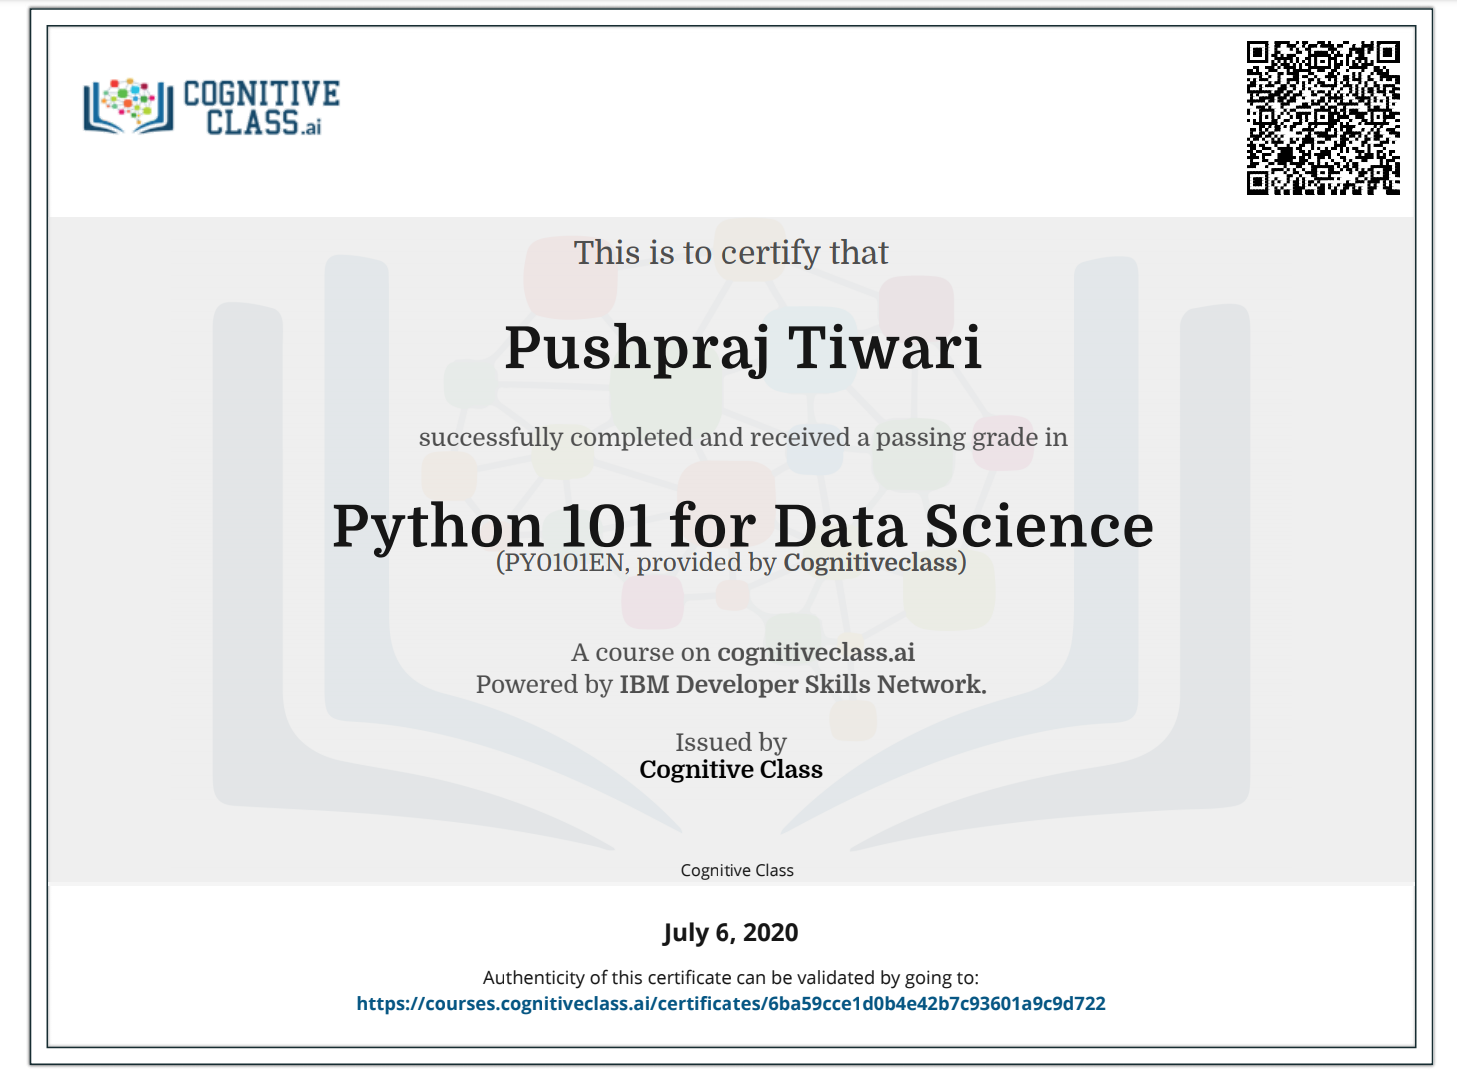 COGNITIVE
CLASS.ai
This is to certify that
Pushpraj Tiwari
successfully completed and received a passing grade in
Python 101 for Data Science
(PY0101EN, provided by Cognitiveclass)
A course on cognitiveclass.ai
Powered by IBM Developer Skills Network.
Issued by
Cognitive Class
Cognitive Class
July 6, 2020
Authenticity of this certificate can be validated by going to:
https://courses.cognitiveclass.ai/certificates/6ba59cce1d0b4e42b7c93601a9c9d722